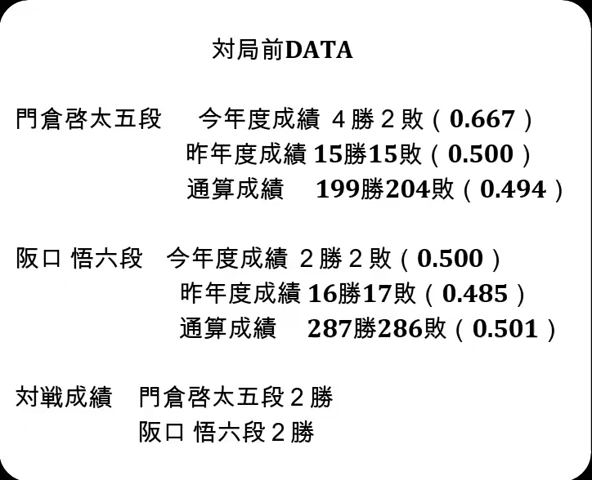 対局前DATA
門倉啓太五段 今年度成績 4勝2敗(0.667)
昨年度成績 15勝15敗(0.500)
通算成績 199勝204敗(0.494)
阪口 悟六段 今年度成績 2勝2敗(0.500)
昨年度成績 16勝17敗(0.485)
通算成績 287勝286敗(0.501)
対戦成績 門倉啓太五段2勝
阪口 悟六段2勝